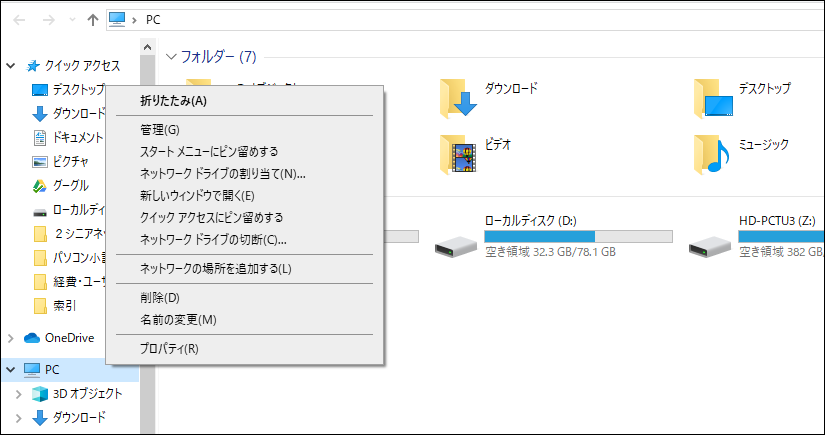 PC
フォルダー (7)
クイック アクセス
デスクトップ
ダウンロード
ドキュメント
ピクチャ
グーグル
ローカルディ
２シニアネッ
パソコン小
経費・ユー
索引
OneDrive
PC
3D オブジェクト
ダウンロード
折りたたみ(A)
管理(G)
スタート メニューにピン留めする
ネットワーク ドライブの割り当て(N)...
新しいウィンドウで開く(E)
クイック アクセスにピン留めする
ネットワーク ドライブの切断(C)...
ネットワークの場所を追加する(L)
削除(D)
名前の変更(M)
プロパティ(R)
ダウンロード
デスクトップ
ビデオ
ミュージック
ローカルディスク (D:)
空き領域 32.3 GB/78.1 GB
HD-PCTU3 (Z:)
空き領域 382 GB